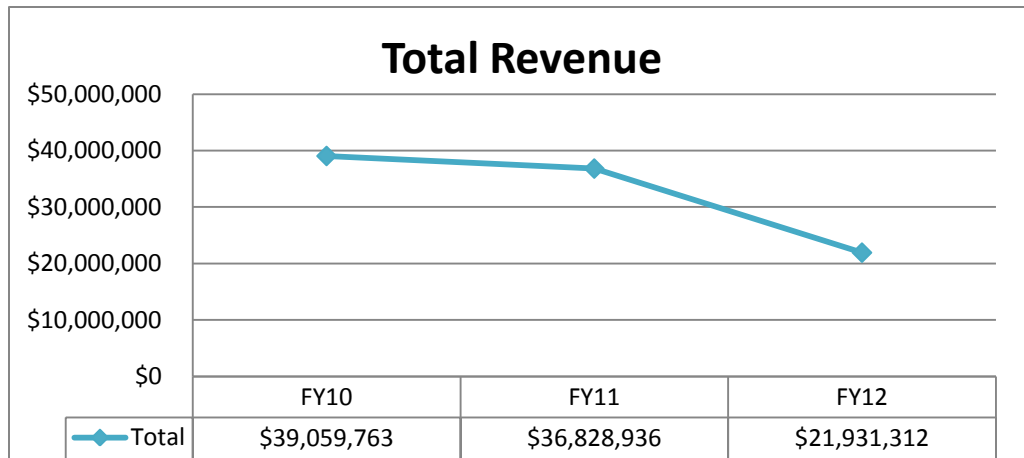 Total Revenue
$50,000,000
$40,000,000
$30,000,000
$20,000,000
$10,000,000
$0
FY10 FY11 FY12
Total $39,059,763 $36,828,936 $21,931,312